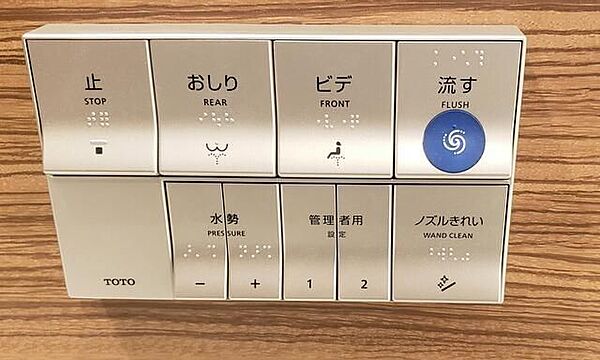 止
STOP
おしり
REAR
ビデ
FRONT
流す
FLUSH
TOTO
水勢
PRESSURE
− +
管理者用
設定
1 2
ノズルきれい
WAND CLEAN